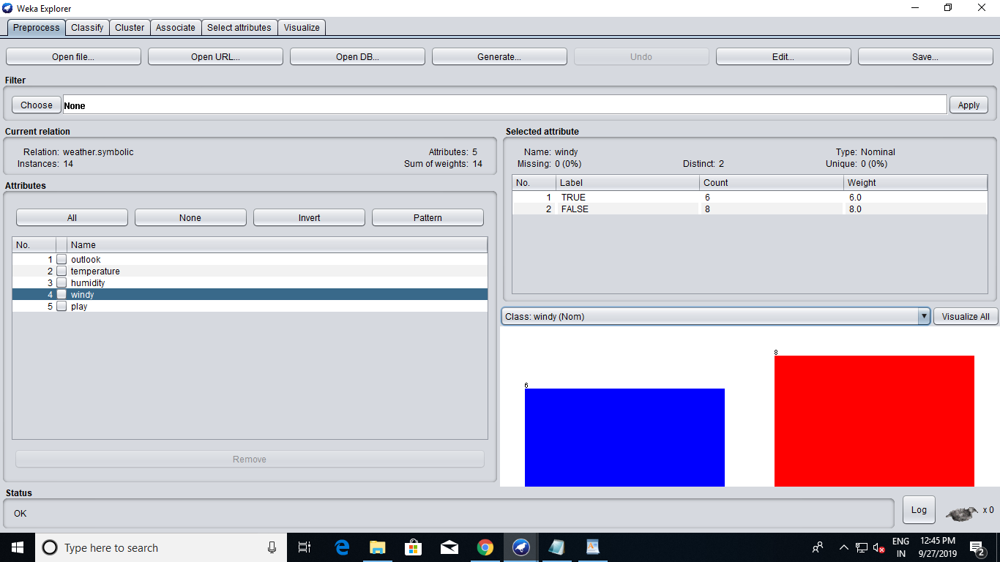 Weka Explorer
Preprocess Classify Cluster Associate Select attributes Visualize
Open file... Open URL... Open DB... Generate... Undo Edit... Save...
Filter
Choose None Apply
Current relation
Relation: weather.symbolic Attributes: 5
Instances: 14 Sum of weights: 14
Attributes
All None Invert Pattern
No. Name
1 outlook
2 temperature
3 humidity
4 windy
5 play
Remove
Selected attribute
Name: windy Type: Nominal
Missing: 0 (0%) Distinct: 2 Unique: 0 (0%)
No. Label Count Weight
1 TRUE 6 6.0
2 FALSE 8 8.0
Class: windy (Nom) Visualize All
8
6
Status
OK
Log x 0
Type here to search
ENG 12:45 PM
IN 9/27/2019
2